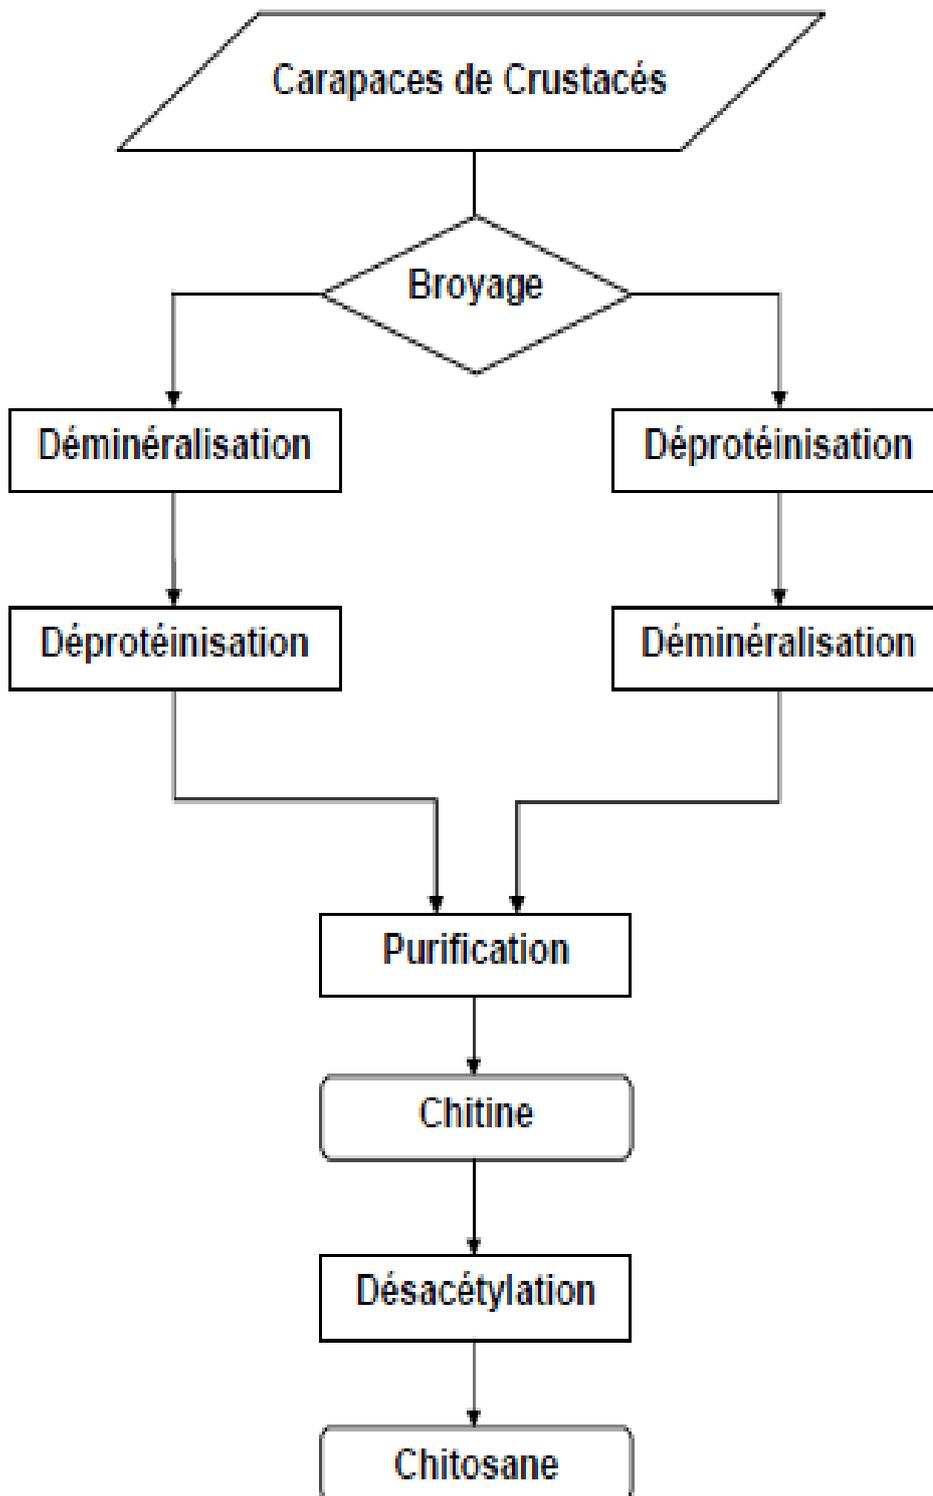 Carapaces de Crustacés
Broyage
Déminéralisation
Déprotéinisation
Déprotéinisation
Déminéralisation
Purification
Chitine
Désacétylation
Chitosane